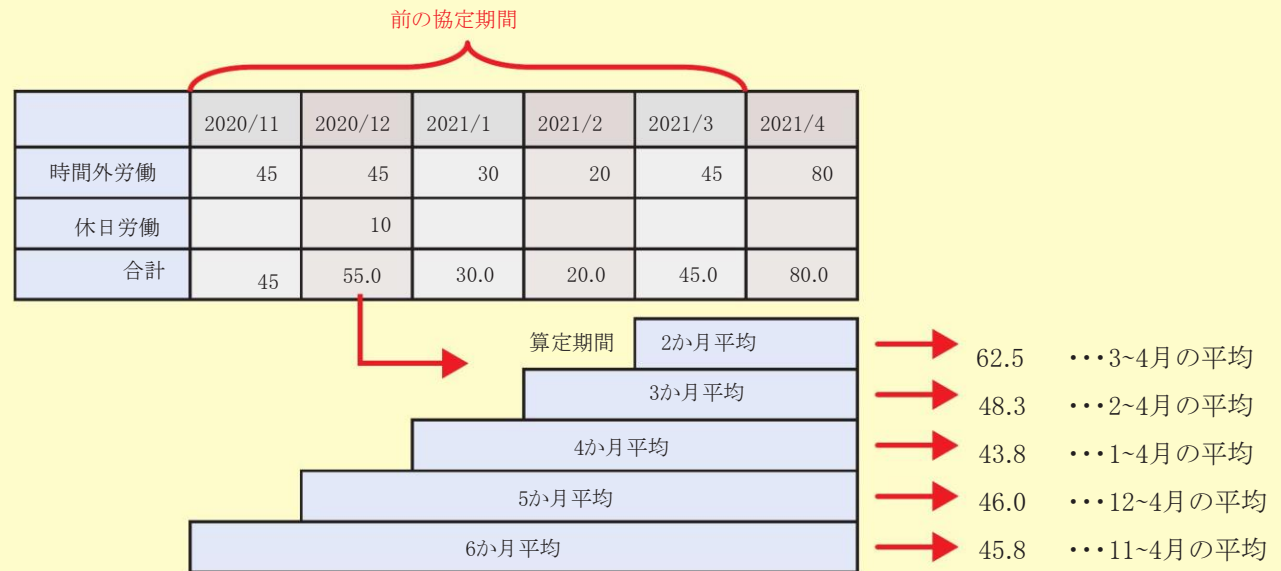 前の協定期間
2020/11 2020/12 2021/1 2021/2 2021/3 2021/4
時間外労働 45 45 30 20 45 80
休日労働 10
合計 45 55.0 30.0 20.0 45.0 80.0
算定期間 2か月平均 62.5 ・・・3~4月の平均
3か月平均 48.3 ・・・2~4月の平均
4か月平均 43.8 ・・・1~4月の平均
5か月平均 46.0 ・・・12~4月の平均
6か月平均 45.8 ・・・11~4月の平均